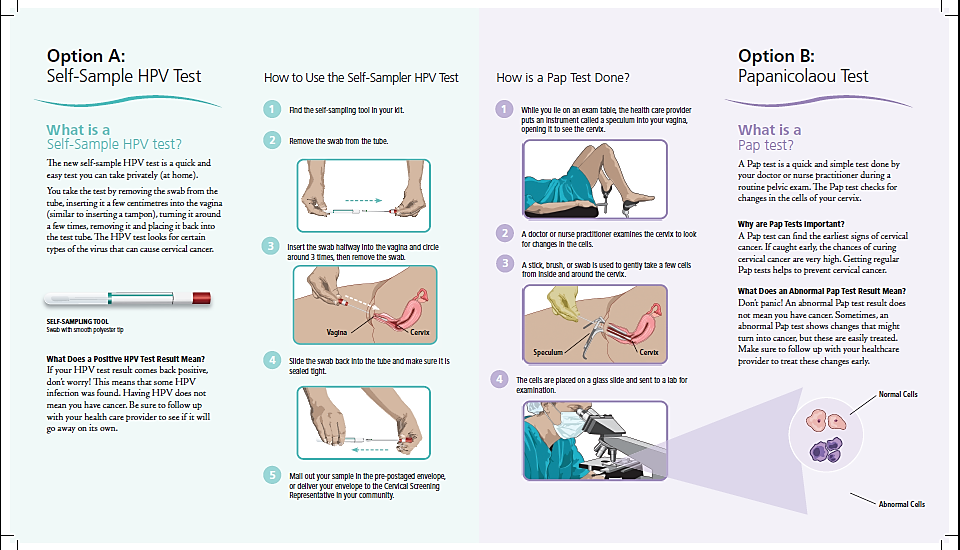 Option A:
Self-Sample HPV Test
What is a
Self-Sample HPV test?
The new self-sample HPV test is a quick and
easy test you can take privately (at home).
You take the test by removing the swab from the
tube, inserting it a few centimetres into the vagina
(similar to inserting a tampon), turning it around
a few times, removing it and placing it back into
the test tube. The HPV test looks for certain
types of the virus that can cause cervical cancer.
SELF-SAMPLING TOOL
Swab with smooth polyester tip
What Does a Positive HPV Test Result Mean?
If your HPV test result comes back positive,
don't worry! This means that some HPV
infection was found. Having HPV does not
mean you have cancer. Be sure to follow up
with your health care provider to see if it will
go away on its own.
How to Use the Self-Sampler HPV Test
1 Find the self-sampling tool in your kit.
2 Remove the swab from the tube.
3 Insert the swab halfway into the vagina and circle
around 3 times, then remove the swab.
Vagina
Cervix
4 Slide the swab back into the tube and make sure it is
sealed tight.
5 Mail out your sample in the pre-postaged envelope,
or deliver your envelope to the Cervical Screening
Representative in your community.
How is a Pap Test Done?
1 While you lie on an exam table, the health care provider
puts an instrument called a speculum into your vagina,
opening it to see the cervix.
2 A doctor or nurse practitioner examines the cervix to look
for changes in the cells.
3 A stick, brush, or swab is used to gently take a few cells
from inside and around the cervix.
Speculum
Cervix
4 The cells are placed on a glass slide and sent to a lab for
examination.
Option B:
Papanicolaou Test
What is a
Pap test?
A Pap test is a quick and simple test done by
your doctor or nurse practitioner during a
routine pelvic exam. The Pap test checks for
changes in the cells of your cervix.
Why are Pap Tests Important?
A Pap test can find the earliest signs of cervical
cancer. If caught early, the chances of curing
cervical cancer are very high. Getting regular
Pap tests helps to prevent cervical cancer.
What Does an Abnormal Pap Test Result Mean?
Don't panic! An abnormal Pap test result does
not mean you have cancer. Sometimes, an
abnormal Pap test shows changes that might
turn into cancer, but these are easily treated.
Make sure to follow up with your healthcare
provider to treat these changes early.
Normal Cells
Abnormal Cells